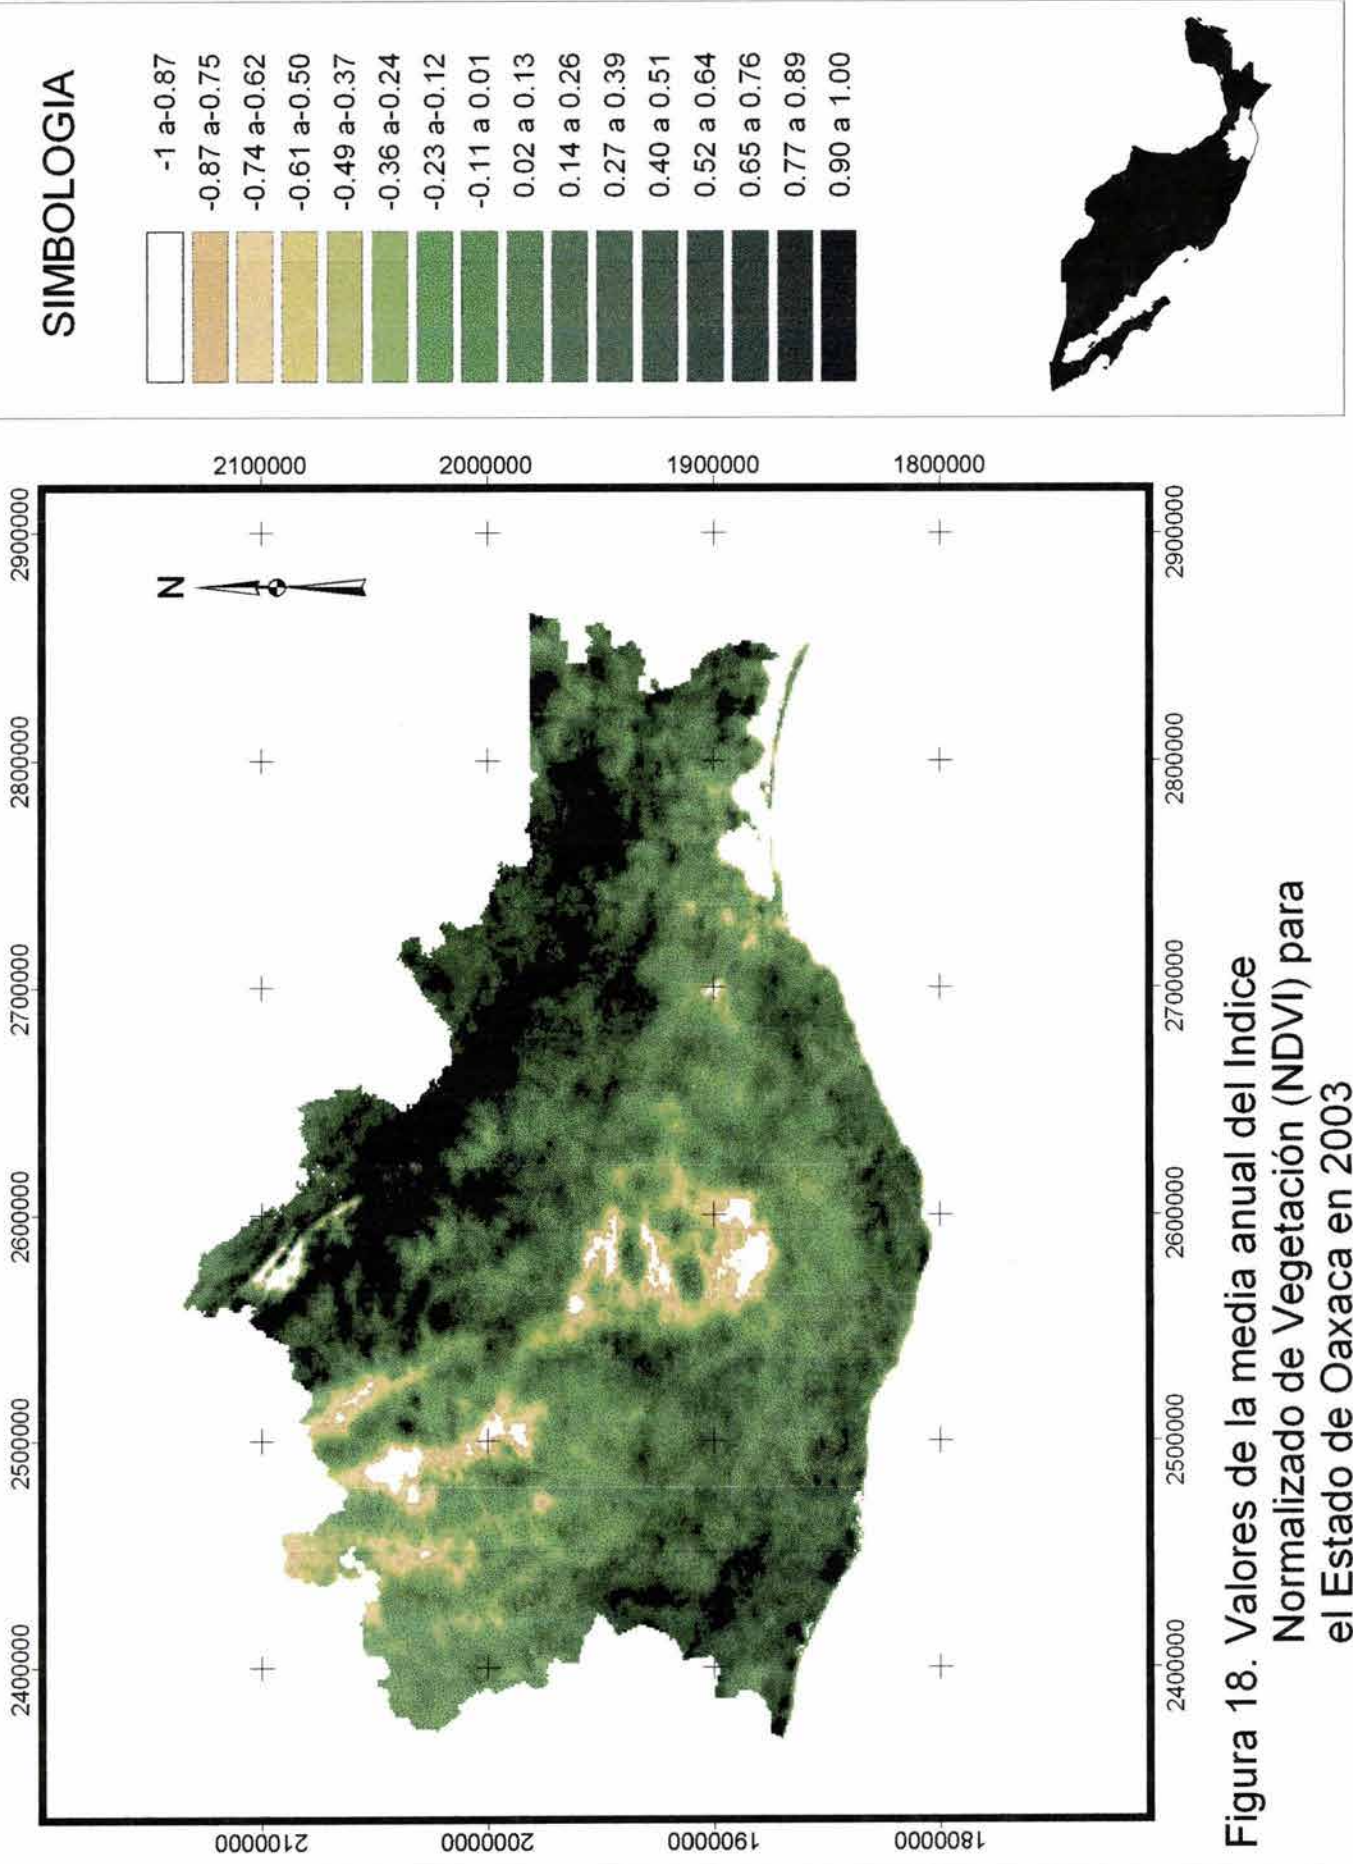 2400000
2500000
2600000
2700000
2800000
2900000
2100000
2100000
2000000
2000000
1900000
1900000
1800000
1800000
N
2400000
2500000
2600000
2700000
2800000
2900000
SIMBOLOGIA
-1 a-0.87
-0.87 a-0.75
-0.74 a-0.62
-0.61 a-0.50
-0.49 a-0.37
-0.36 a-0.24
-0.23 a-0.12
-0.11 a 0.01
0.02 a 0.13
0.14 a 0.26
0.27 a 0.39
0.40 a 0.51
0.52 a 0.64
0.65 a 0.76
0.77 a 0.89
0.90 a 1.00
Figura 18. Valores de la media anual del Indice
Normalizado de Vegetación (NDVI) para
el Estado de Oaxaca en 2003